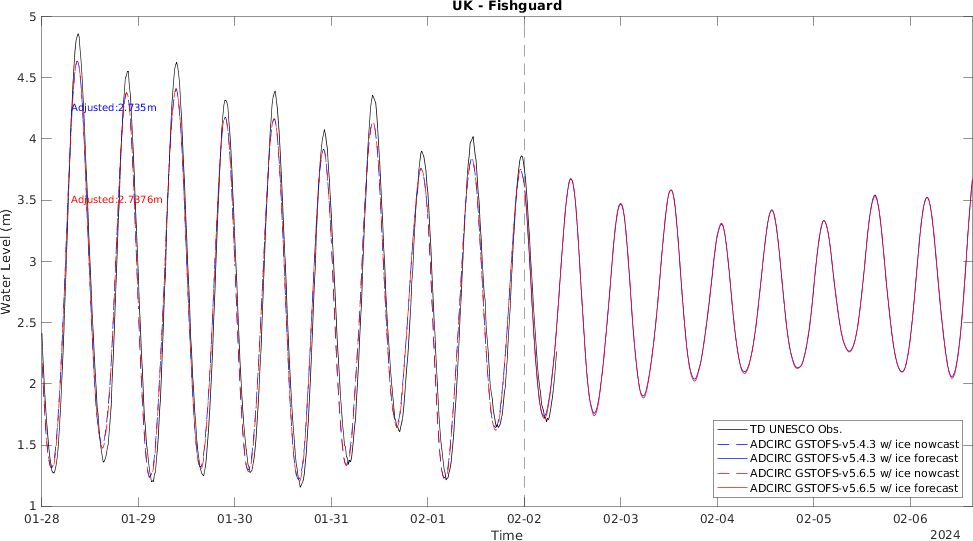 UK - Fishguard
5
4.5
4
3.5
3
2.5
2
1.5
1
Water Level (m)
Adjusted:2.735m
Adjusted:2.7376m
TD UNESCO Obs.
ADCIRC GSTOFS-v5.4.3 w/ ice nowcast
ADCIRC GSTOFS-v5.4.3 w/ ice forecast
ADCIRC GSTOFS-v5.6.5 w/ ice nowcast
ADCIRC GSTOFS-v5.6.5 w/ ice forecast
01-28 01-29 01-30 01-31 02-01 02-02 02-03 02-04 02-05 02-06
Time
2024